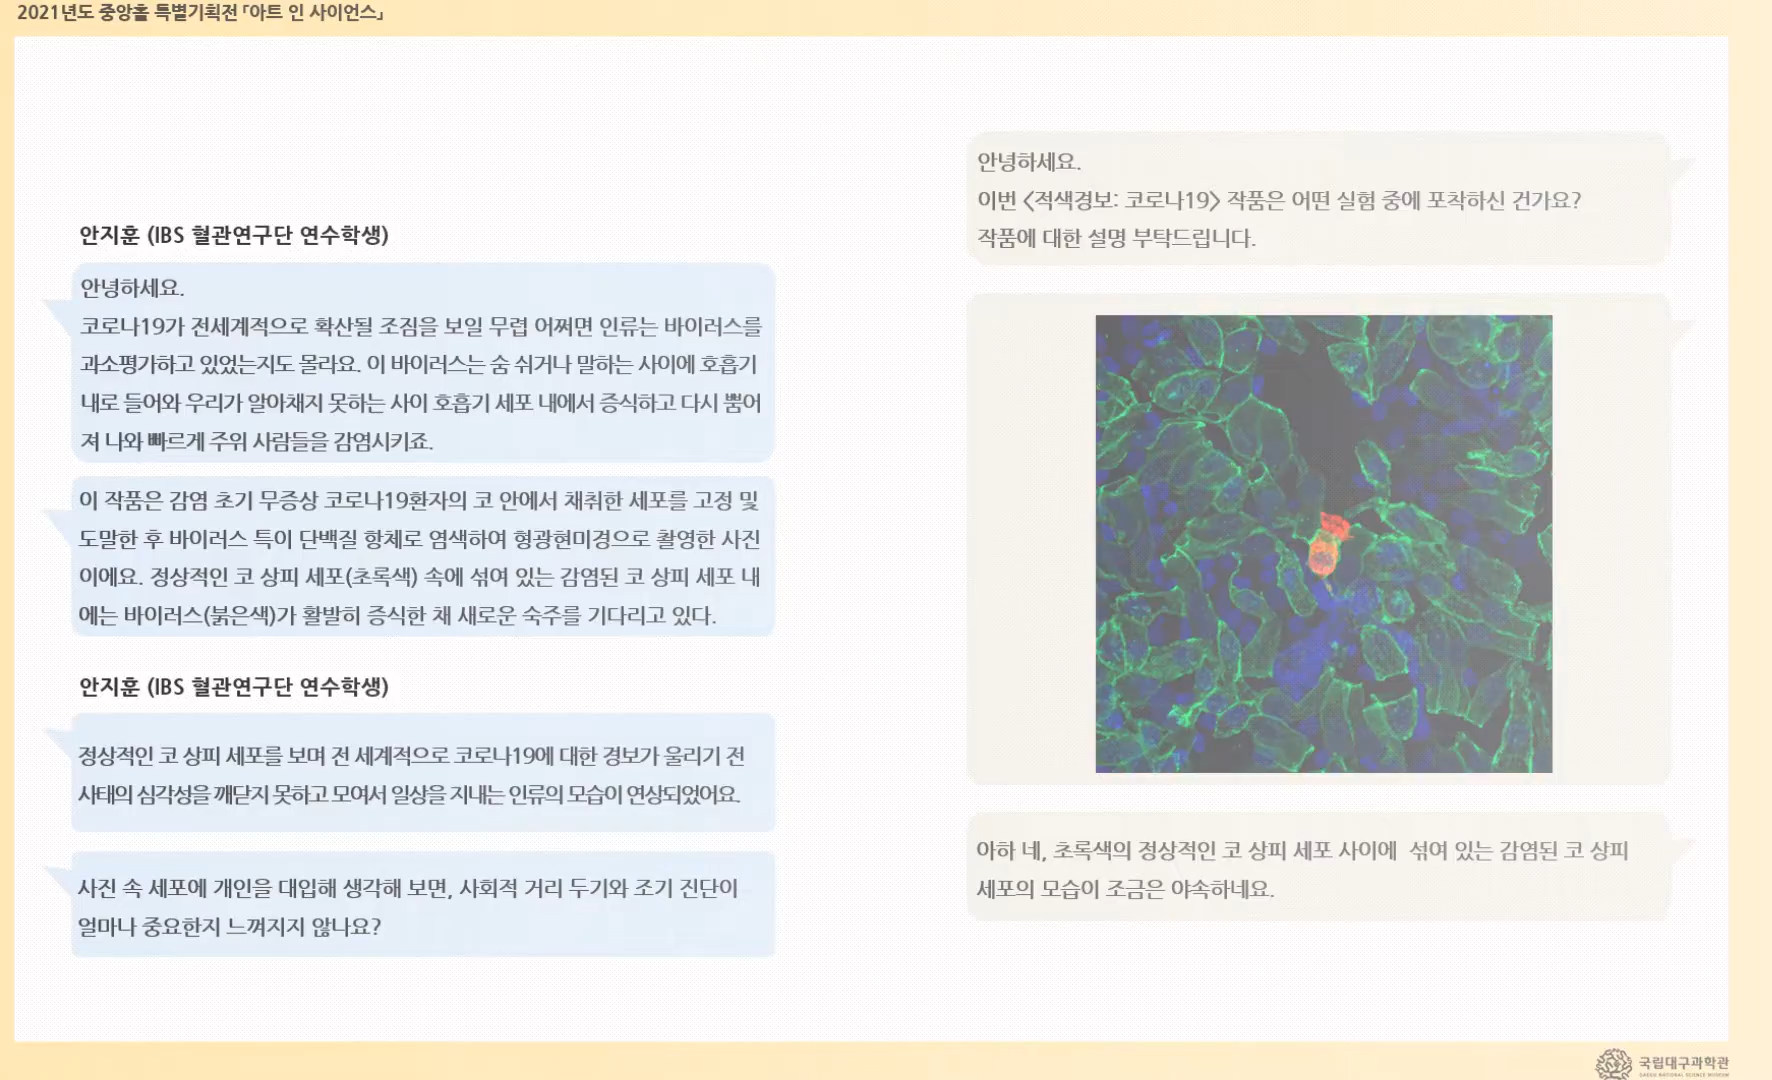 2021년도 중앙홀 특별기획전 「아트 인 사이언스」
안녕하세요.
이번 <적색경보: 코로나19> 작품은 어떤 실험 중에 포착하신 건가요?
작품에 대한 설명 부탁드립니다.
안지훈 (IBS 혈관연구단 연수학생)
안녕하세요.
코로나19가 전세계적으로 확산될 조짐을 보일 무렵 어쩌면 인류는 바이러스를
과소평가하고 있었는지도 몰라요. 이 바이러스는 숨 쉬거나 말하는 사이에 호흡기
내로 들어와 우리가 알아채지 못하는 사이 호흡기 세포 내에서 증식하고 다시 뿜어
져 나와 빠르게 주위 사람들을 감염시키죠.
이 작품은 감염 초기 무증상 코로나19환자의 코 안에서 채취한 세포를 고정 및
도말한 후 바이러스 특이 단백질 항체로 염색하여 형광현미경으로 촬영한 사진
이에요. 정상적인 코 상피 세포(초록색) 속에 섞여 있는 감염된 코 상피 세포 내
에는 바이러스(붉은색)가 활발히 증식한 채 새로운 숙주를 기다리고 있다.
아하 네, 초록색의 정상적인 코 상피 세포 사이에 섞여 있는 감염된 코 상피
세포의 모습이 조금은 야속하네요.
안지훈 (IBS 혈관연구단 연수학생)
정상적인 코 상피 세포를 보며 전 세계적으로 코로나19에 대한 경보가 울리기 전
사태의 심각성을 깨닫지 못하고 모여서 일상을 지내는 인류의 모습이 연상되었어요.
사진 속 세포에 개인을 대입해 생각해 보면, 사회적 거리 두기와 조기 진단이
얼마나 중요한지 느껴지지 않나요?
국립대구과학관
DAEGU NATIONAL SCIENCE MUSEUM